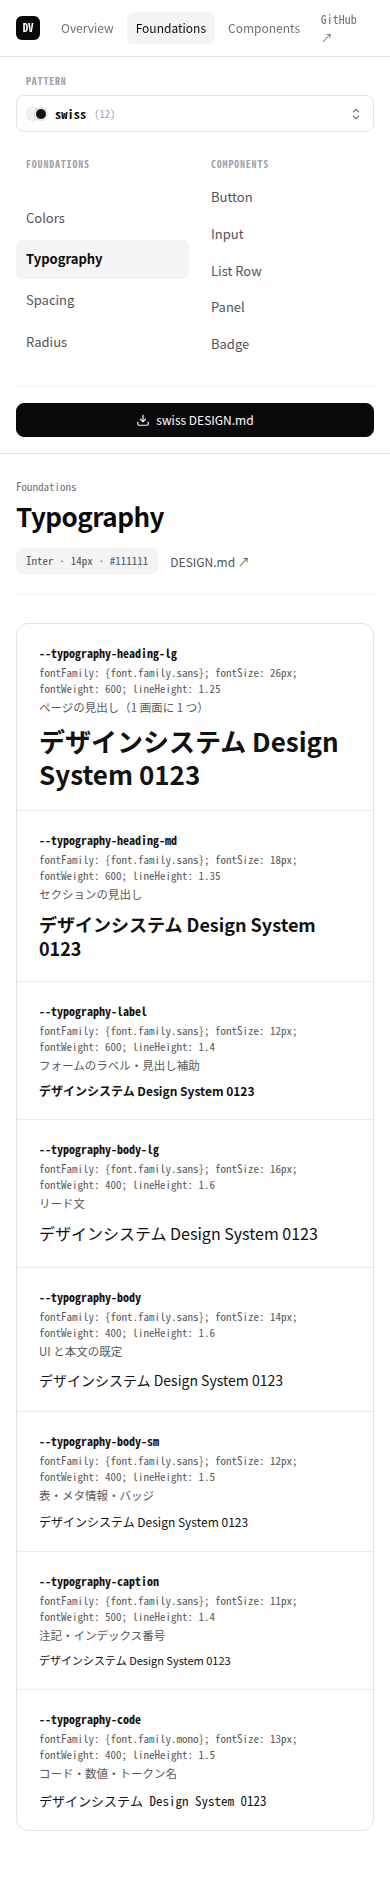 DV
Overview
Foundations
Components
GitHub
↗
PATTERN
swiss (12)
FOUNDATIONS
Colors
Typography
Spacing
Radius
COMPONENTS
Button
Input
List Row
Panel
Badge
swiss DESIGN.md
Foundations
Typography
Inter · 14px · #111111
DESIGN.md ↗
--typography-heading-lg
fontFamily: {font.family.sans}; fontSize: 26px;
fontWeight: 600; lineHeight: 1.25
ページの見出し（1 画面に 1 つ）
デザインシステム Design
System 0123
--typography-heading-md
fontFamily: {font.family.sans}; fontSize: 18px;
fontWeight: 600; lineHeight: 1.35
セクションの見出し
デザインシステム Design System
0123
--typography-label
fontFamily: {font.family.sans}; fontSize: 12px;
fontWeight: 600; lineHeight: 1.4
フォームのラベル・見出し補助
デザインシステム Design System 0123
--typography-body-lg
fontFamily: {font.family.sans}; fontSize: 16px;
fontWeight: 400; lineHeight: 1.6
リード文
デザインシステム Design System 0123
--typography-body
fontFamily: {font.family.sans}; fontSize: 14px;
fontWeight: 400; lineHeight: 1.6
UI と本文の既定
デザインシステム Design System 0123
--typography-body-sm
fontFamily: {font.family.sans}; fontSize: 12px;
fontWeight: 400; lineHeight: 1.5
表・メタ情報・バッジ
デザインシステム Design System 0123
--typography-caption
fontFamily: {font.family.sans}; fontSize: 11px;
fontWeight: 500; lineHeight: 1.4
注記・インデックス番号
デザインシステム Design System 0123
--typography-code
fontFamily: {font.family.mono}; fontSize: 13px;
fontWeight: 400; lineHeight: 1.5
コード・数値・トークン名
デザインシステム Design System 0123